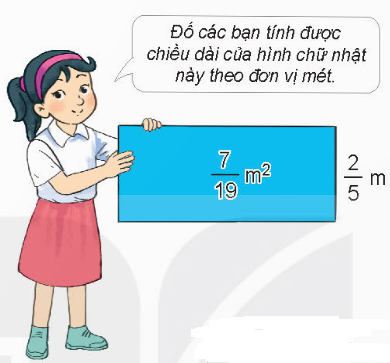 Đố các bạn tính được
chiều dài của hình chữ nhật
này theo đơn vị mét.
7/19 m²
2/5 m